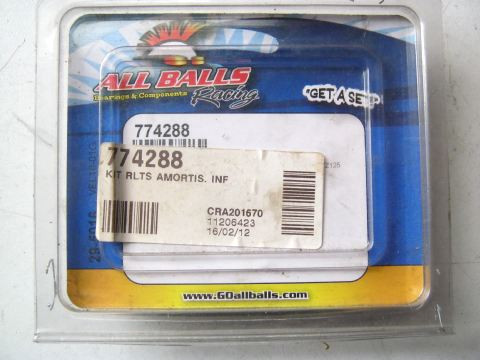 ALL BALLS
Bearings & Components
Racing
"GET A SET!"
774288
774288
KIT RLTS AMORTIS. INF
CRA201670
11206423
16/02/12
www.GOallballs.com